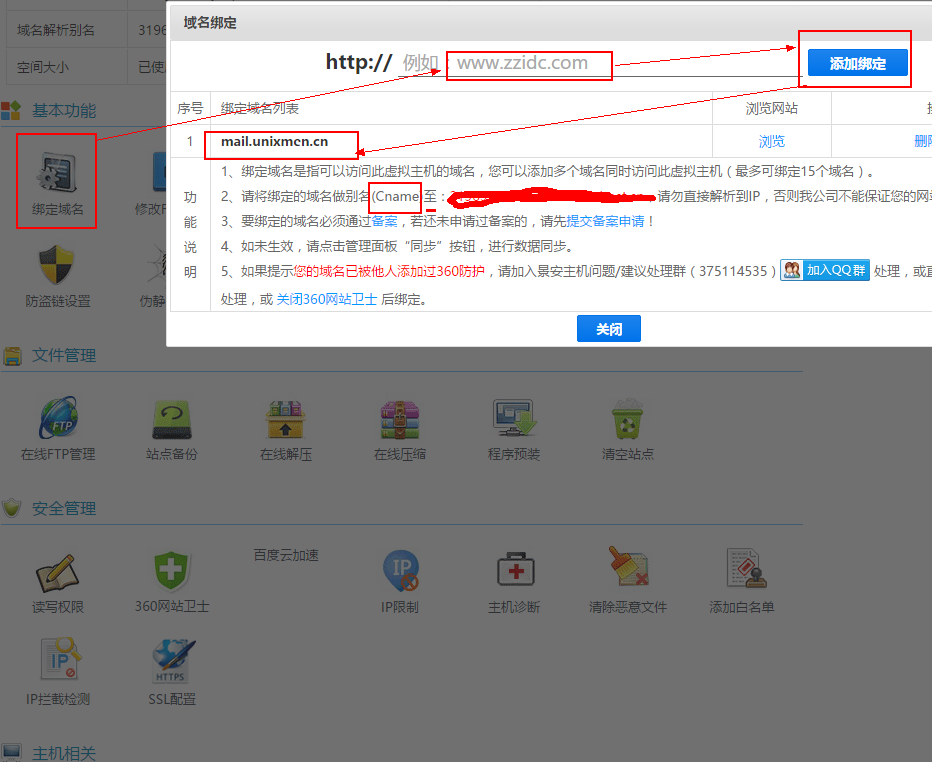 域名解析别名 3196
空间大小 已使
域名绑定
http:// 例如 www.zzidc.com 添加绑定
序号 绑定域名列表 浏览网站
1 mail.unixmen.cn 浏览 删
功能说明
1、绑定域名是指可以访问此虚拟主机的域名，您可以添加多个域名同时访问此虚拟主机（最多可绑定15个域名）。
2、请将绑定的域名做别名(Cname 至： 请勿直接解析到IP，否则我公司不能保证您的网
3、要绑定的域名必须通过备案，若还未申请过备案的，请先提交备案申请！
4、如未生效，请点击管理面板“同步”按钮，进行数据同步。
5、如果提示您的域名已被他人添加过360防护，请加入景安主机问题/建议处理群（375114535） 加入QQ群 处理，或
处理，或 关闭360网站卫士 后绑定。
关闭
基本功能
绑定域名 修改F
防盗链设置 伪静
文件管理
在线FTP管理 站点备份 在线解压 在线压缩 程序预装 清空站点
安全管理
读写权限 360网站卫士 百度云加速 IP限制 主机诊断 清除恶意文件 添加白名单
IP拦截检测 SSL配置
主机相关